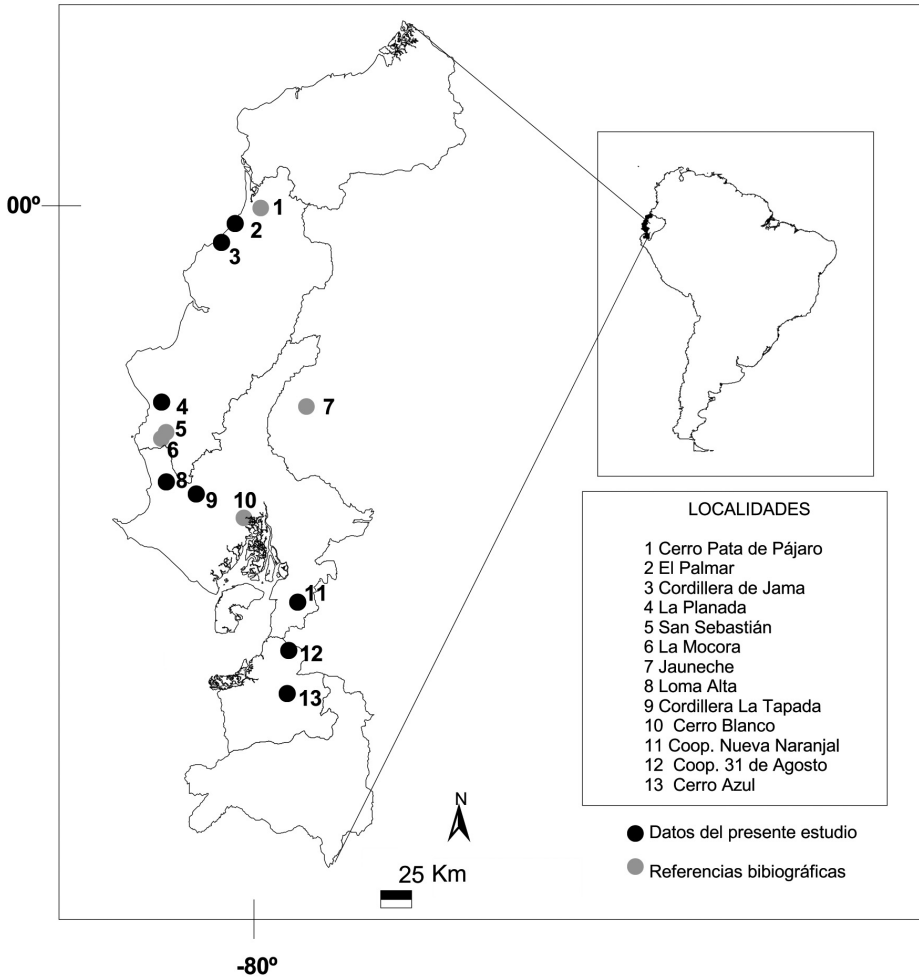 00º
1
2
3
4
5
6
7
8
9
10
11
12
13
LOCALIDADES
1 Cerro Pata de Pájaro
2 El Palmar
3 Cordillera de Jama
4 La Planada
5 San Sebastián
6 La Mocora
7 Jauneche
8 Loma Alta
9 Cordillera La Tapada
10 Cerro Blanco
11 Coop. Nueva Naranjal
12 Coop. 31 de Agosto
13 Cerro Azul
N
Datos del presente estudio
Referencias bibiográficas
25 Km
-80º